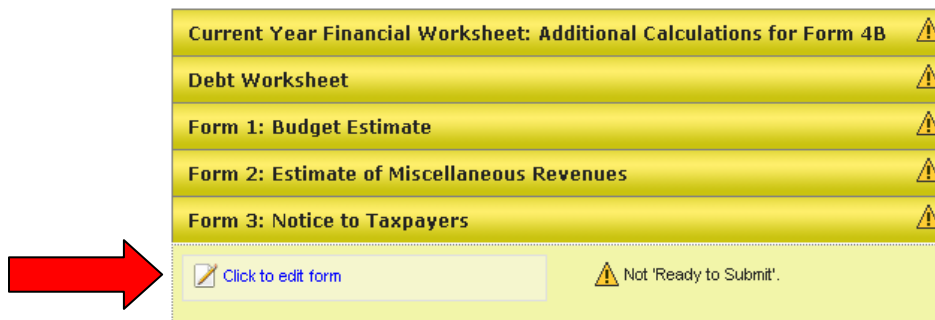 Current Year Financial Worksheet: Additional Calculations for Form 4B
Debt Worksheet
Form 1: Budget Estimate
Form 2: Estimate of Miscellaneous Revenues
Form 3: Notice to Taxpayers
Click to edit form
Not 'Ready to Submit'.